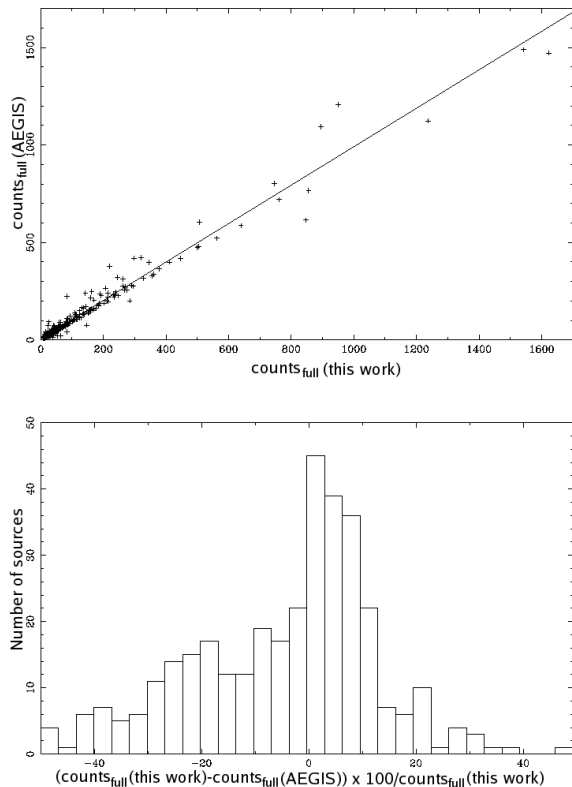 1500
1000
500
0
counts_full (AEGIS)
0 200 400 600 800 1000 1200 1400 1600
counts_full (this work)
50
40
30
20
10
0
Number of sources
−40 −20 0 20 40
(counts_full(this work)-counts_full(AEGIS)) x 100/counts_full(this work)